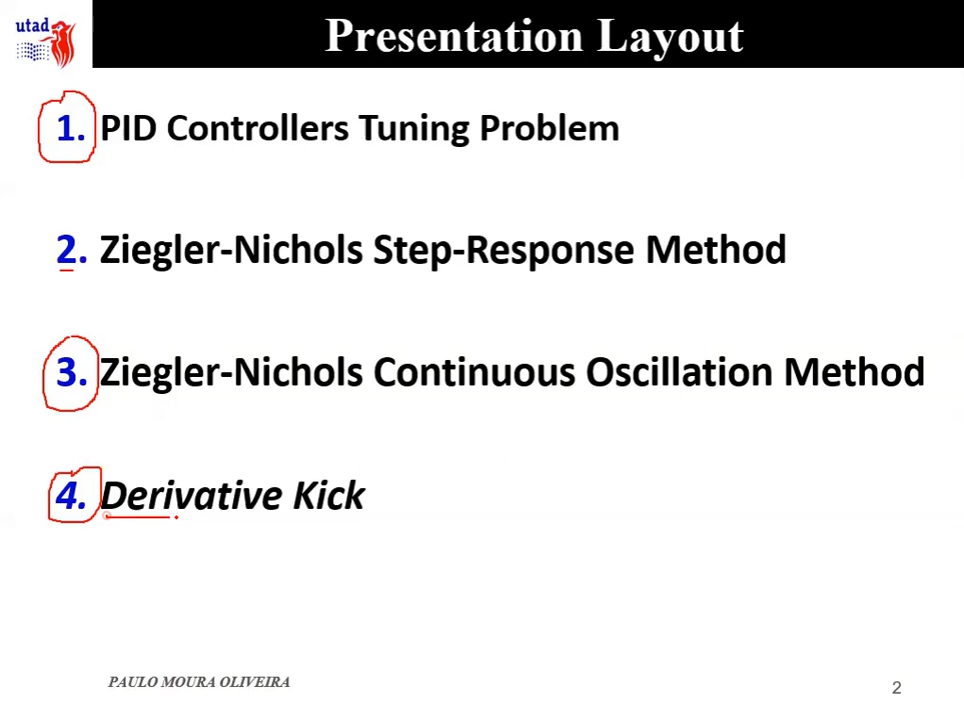 utad
Presentation Layout
1. PID Controllers Tuning Problem
2. Ziegler-Nichols Step-Response Method
3. Ziegler-Nichols Continuous Oscillation Method
4. Derivative Kick
PAULO MOURA OLIVEIRA
2